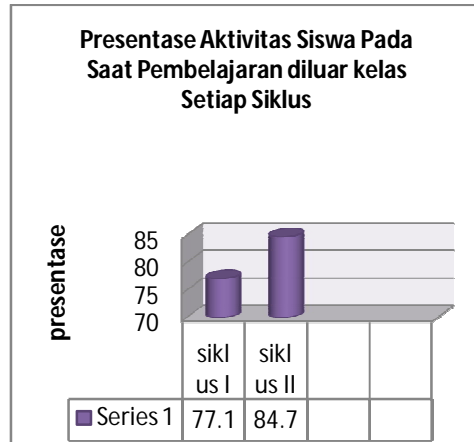 Presentase Aktivitas Siswa Pada
Saat Pembelajaran diluar kelas
Setiap Siklus
presentase
85
80
75
70
sikl
us I
sikl
us II
Series 1 77.1 84.7